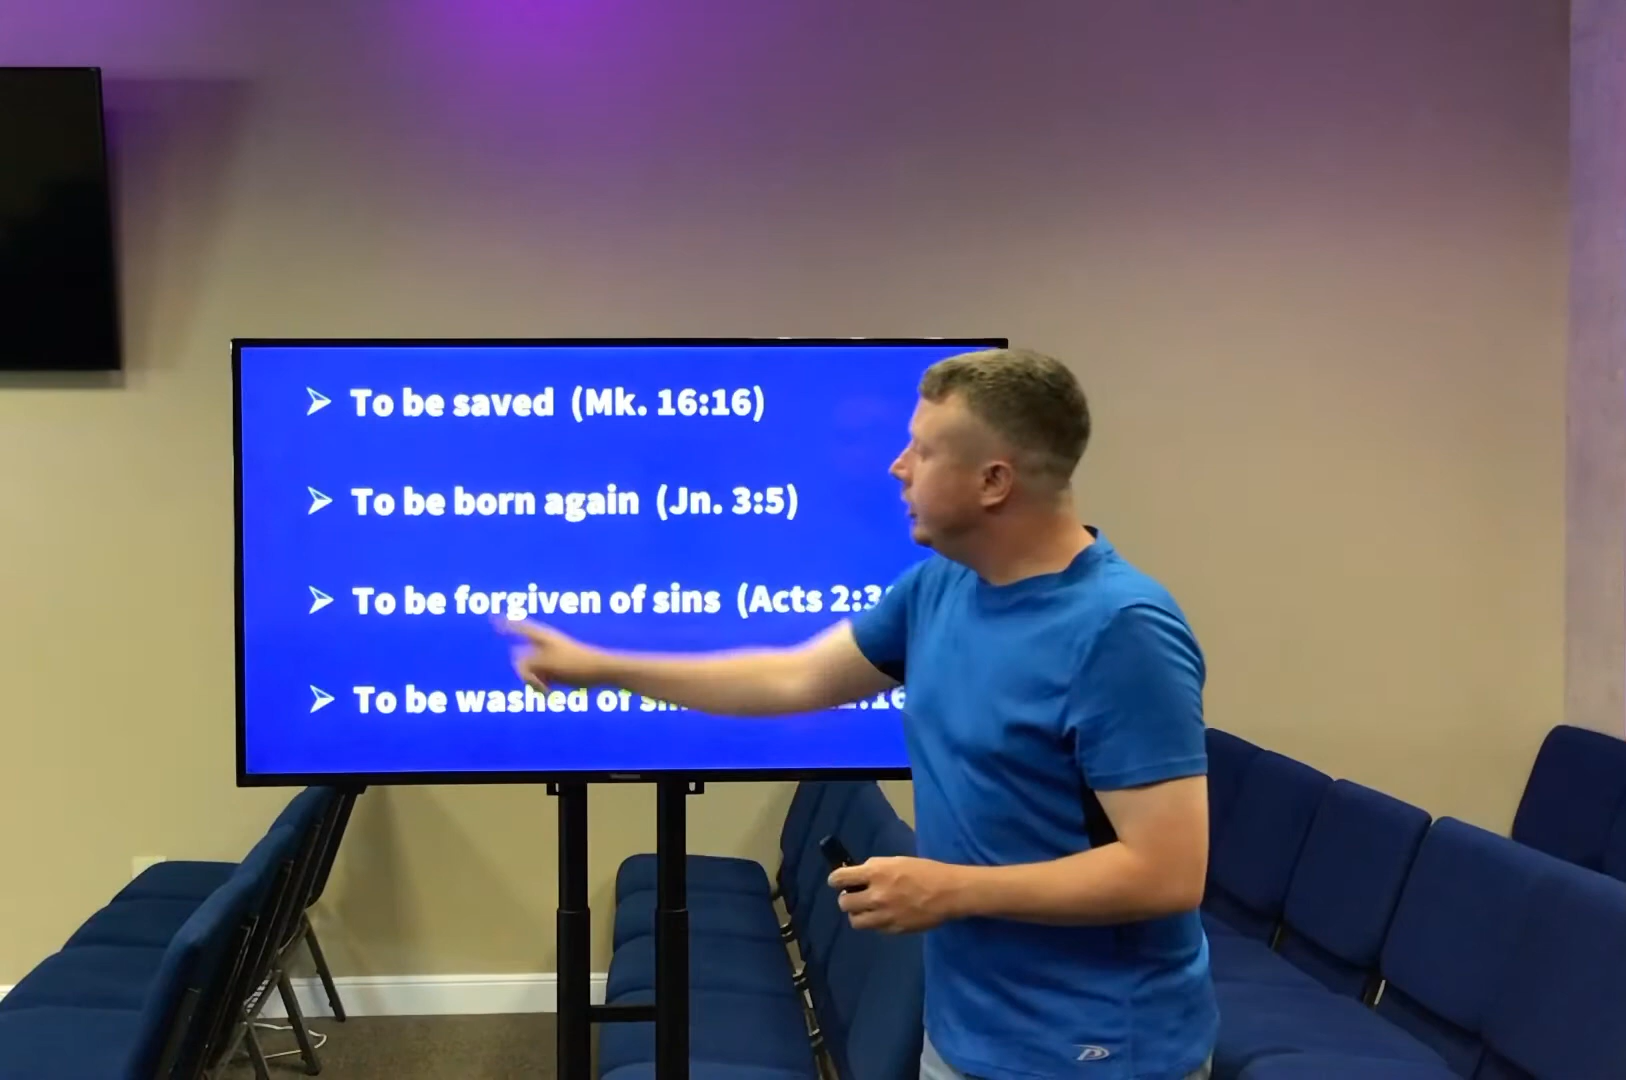 ➢ To be saved (Mk. 16:16)
➢ To be born again (Jn. 3:5)
➢ To be forgiven of sins (Acts 2:3
➢ To be washed of